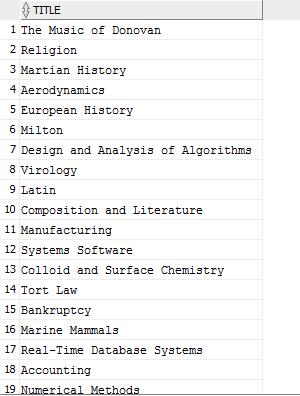 TITLE
1 The Music of Donovan
2 Religion
3 Martian History
4 Aerodynamics
5 European History
6 Milton
7 Design and Analysis of Algorithms
8 Virology
9 Latin
10 Composition and Literature
11 Manufacturing
12 Systems Software
13 Colloid and Surface Chemistry
14 Tort Law
15 Bankruptcy
16 Marine Mammals
17 Real-Time Database Systems
18 Accounting
19 Numerical Methods